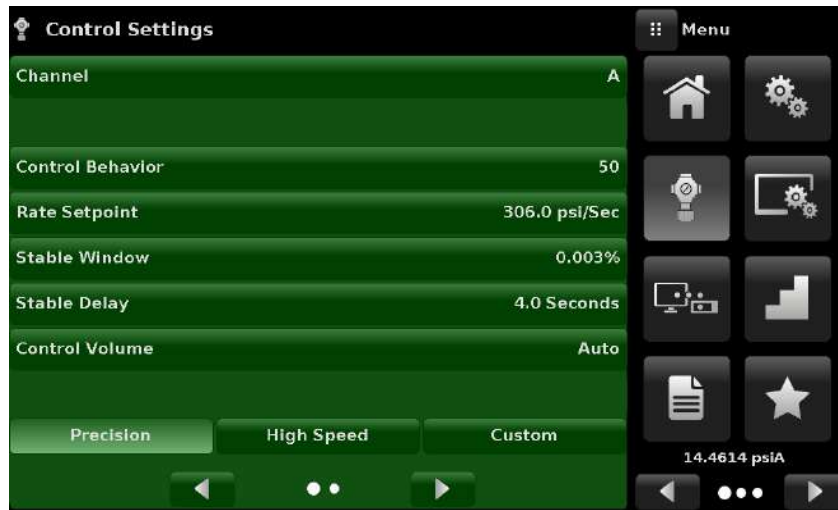 Control Settings
Menu
Channel A
Control Behavior 50
Rate Setpoint 306.0 psi/Sec
Stable Window 0.003%
Stable Delay 4.0 Seconds
Control Volume Auto
Precision High Speed Custom
14.4614 psiA